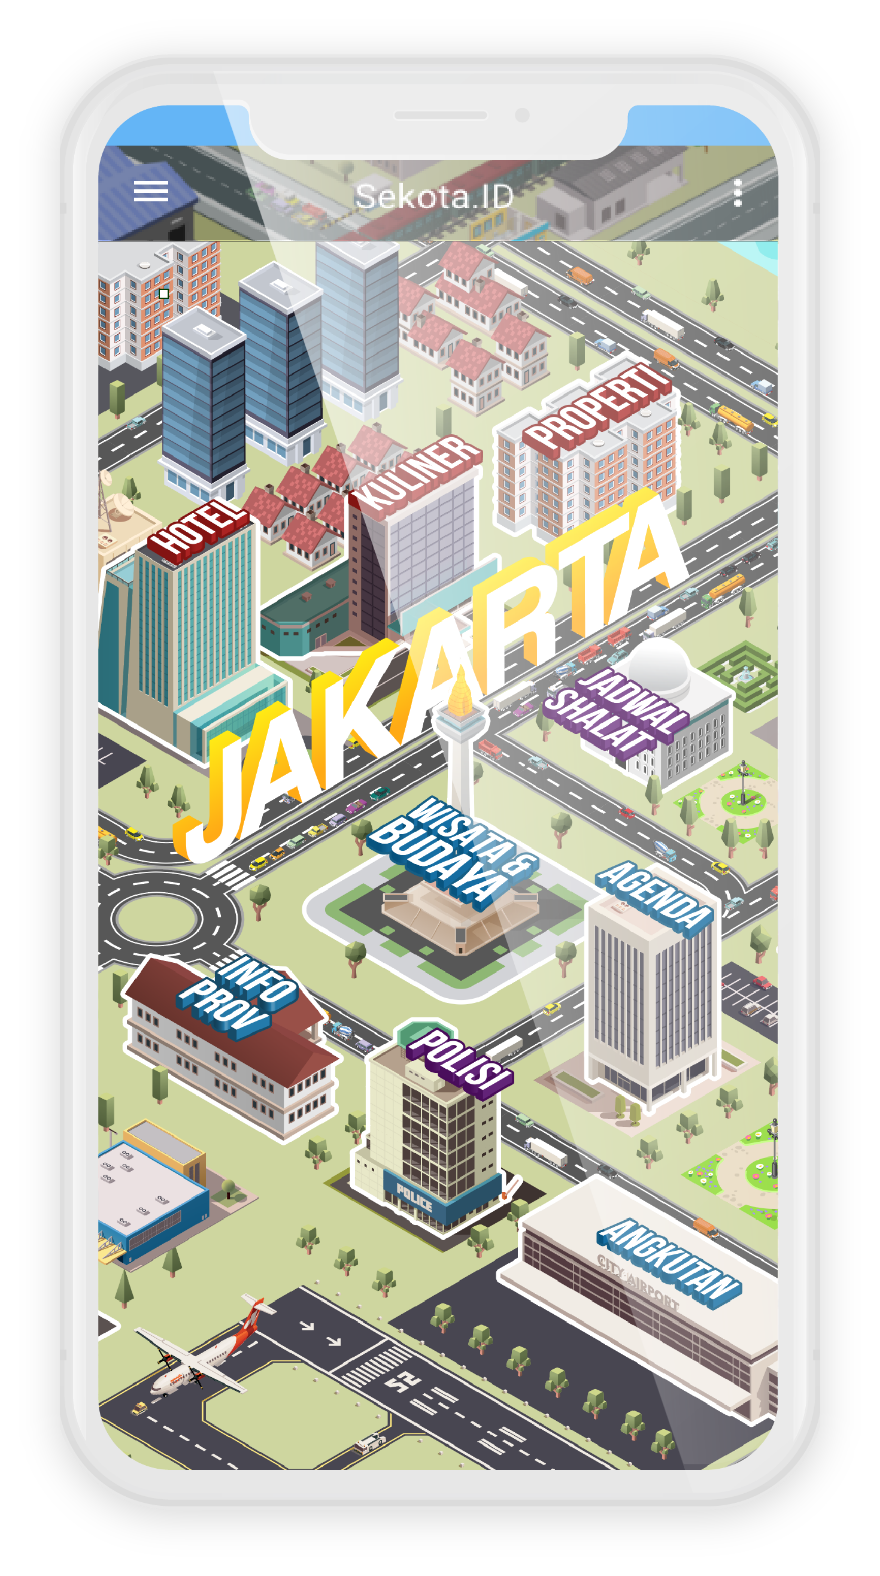 Sekota.ID
PROPERTI
KULINER
HOTEL
JAKARTA
JADWAL
SHALAT
WISATA &
BUDAYA
AGENDA
INFO
PROV
POLISI
POLICE
ANGKUTAN
CITY AIRPORT